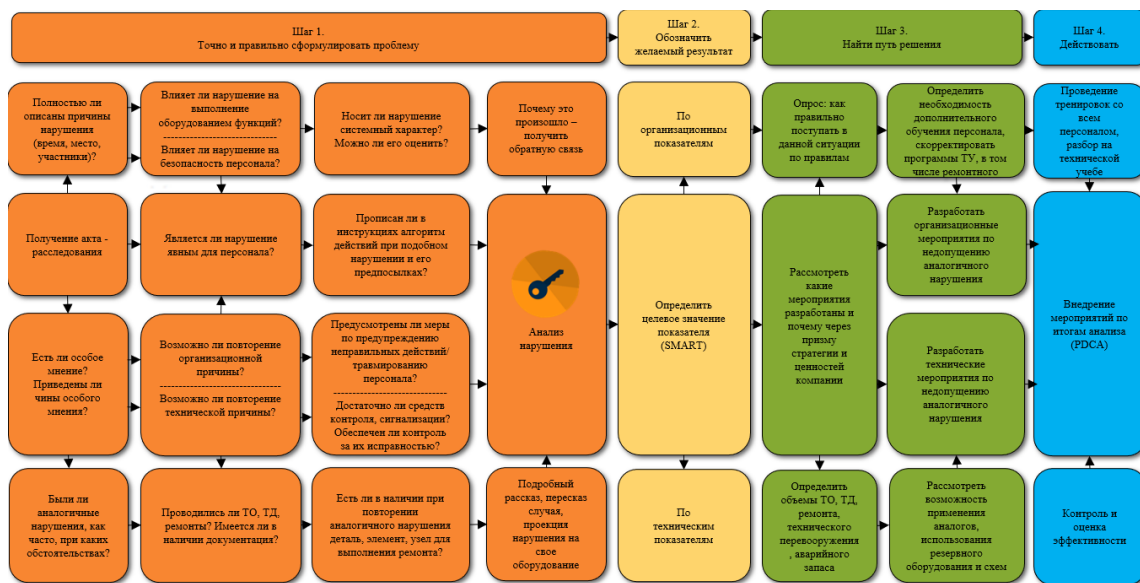 Шаг 1.
Точно и правильно сформулировать проблему
Шаг 2.
Обозначить
желаемый результат
Шаг 3.
Найти путь решения
Шаг 4.
Действовать
Полностью ли
описаны причины
нарушения
(время, место,
участники)?
Влияет ли нарушение на
выполнение
оборудованием функций?
Влияет ли нарушение на
безопасность персонала?
Носит ли нарушение
системный характер?
Можно ли его оценить?
Почему это
произошло –
получить
обратную связь
По
организационным
показателям
Опрос: как
правильно
поступать в
данной ситуации
по правилам
Определить
необходимость
дополнительного
обучения персонала,
скорректировать
программы ТУ, в том
числе ремонтного
Проведение
тренировок со
всем
персоналом,
разбор на
технической
учебе
Получение акта -
расследования
Является ли нарушение
явным для персонала?
Прописан ли в
инструкциях алгоритм
действий при подобном
нарушении и его
предпосылках?
Анализ
нарушения
Определить
целевое значение
показателя
(SMART)
Рассмотреть
какие
мероприятия
разработаны и
почему через
призму
стратегии и
ценностей
компании
Разработать
организационные
мероприятия по
недопущению
аналогичного
нарушения
Внедрение
мероприятий по
итогам анализа
(PDCA)
Есть ли особое
мнение?
Приведены ли
чины особого
мнения?
Возможно ли повторение
организационной
причины?
Возможно ли повторение
технической причины?
Предусмотрены ли меры
по предупреждению
неправильных действий/
травмированию
персонала?
Достаточно ли средств
контроля, сигнализации?
Обеспечен ли контроль
за их исправностью?
Разработать
технические
мероприятия по
недопущению
аналогичного
нарушения
Были ли
аналогичные
нарушения, как
часто, при каких
обстоятельствах?
Проводились ли ТО, ТД,
ремонты? Имеется ли в
наличии документация?
Есть ли в наличии при
повторении
аналогичного нарушения
деталь, элемент, узел для
выполнения ремонта?
Подробный
рассказ, пересказ
случая,
проекция
нарушения на
свое
оборудование
По
техническим
показателям
Определить
объемы ТО, ТД,
ремонта,
технического
перевооружения
, аварийного
запаса
Рассмотреть
возможность
применения
аналогов,
использования
резервного
оборудования и схем
Контроль и
оценка
эффективности